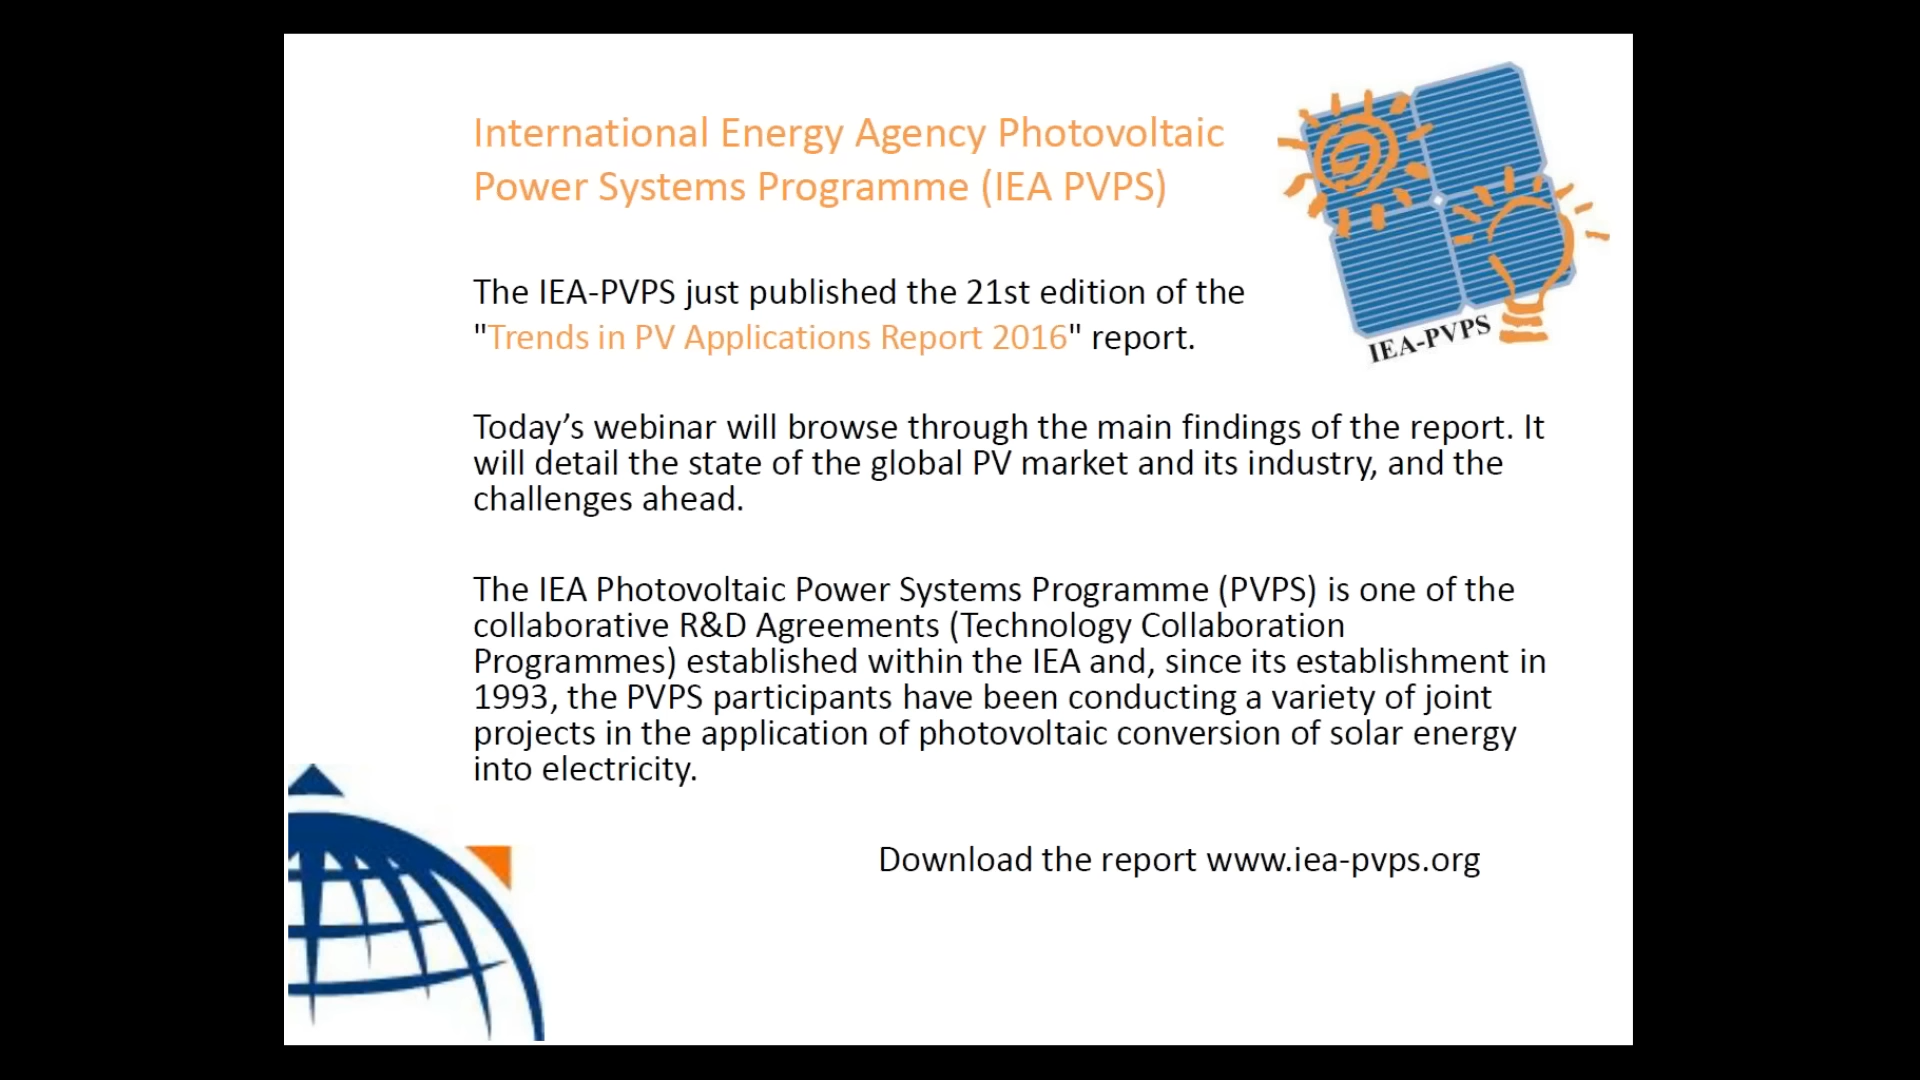 International Energy Agency Photovoltaic
Power Systems Programme (IEA PVPS)
The IEA-PVPS just published the 21st edition of the
"Trends in PV Applications Report 2016" report.
IEA-PVPS
Today’s webinar will browse through the main findings of the report. It
will detail the state of the global PV market and its industry, and the
challenges ahead.
The IEA Photovoltaic Power Systems Programme (PVPS) is one of the
collaborative R&D Agreements (Technology Collaboration
Programmes) established within the IEA and, since its establishment in
1993, the PVPS participants have been conducting a variety of joint
projects in the application of photovoltaic conversion of solar energy
into electricity.
Download the report www.iea-pvps.org